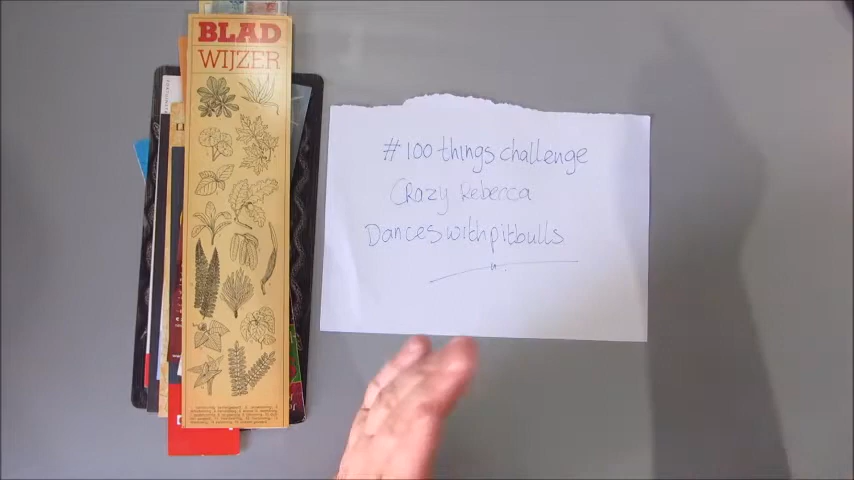 BLAD
WIJZER
#100 things challenge
Crazy Rebecca
Danceswithpitbulls